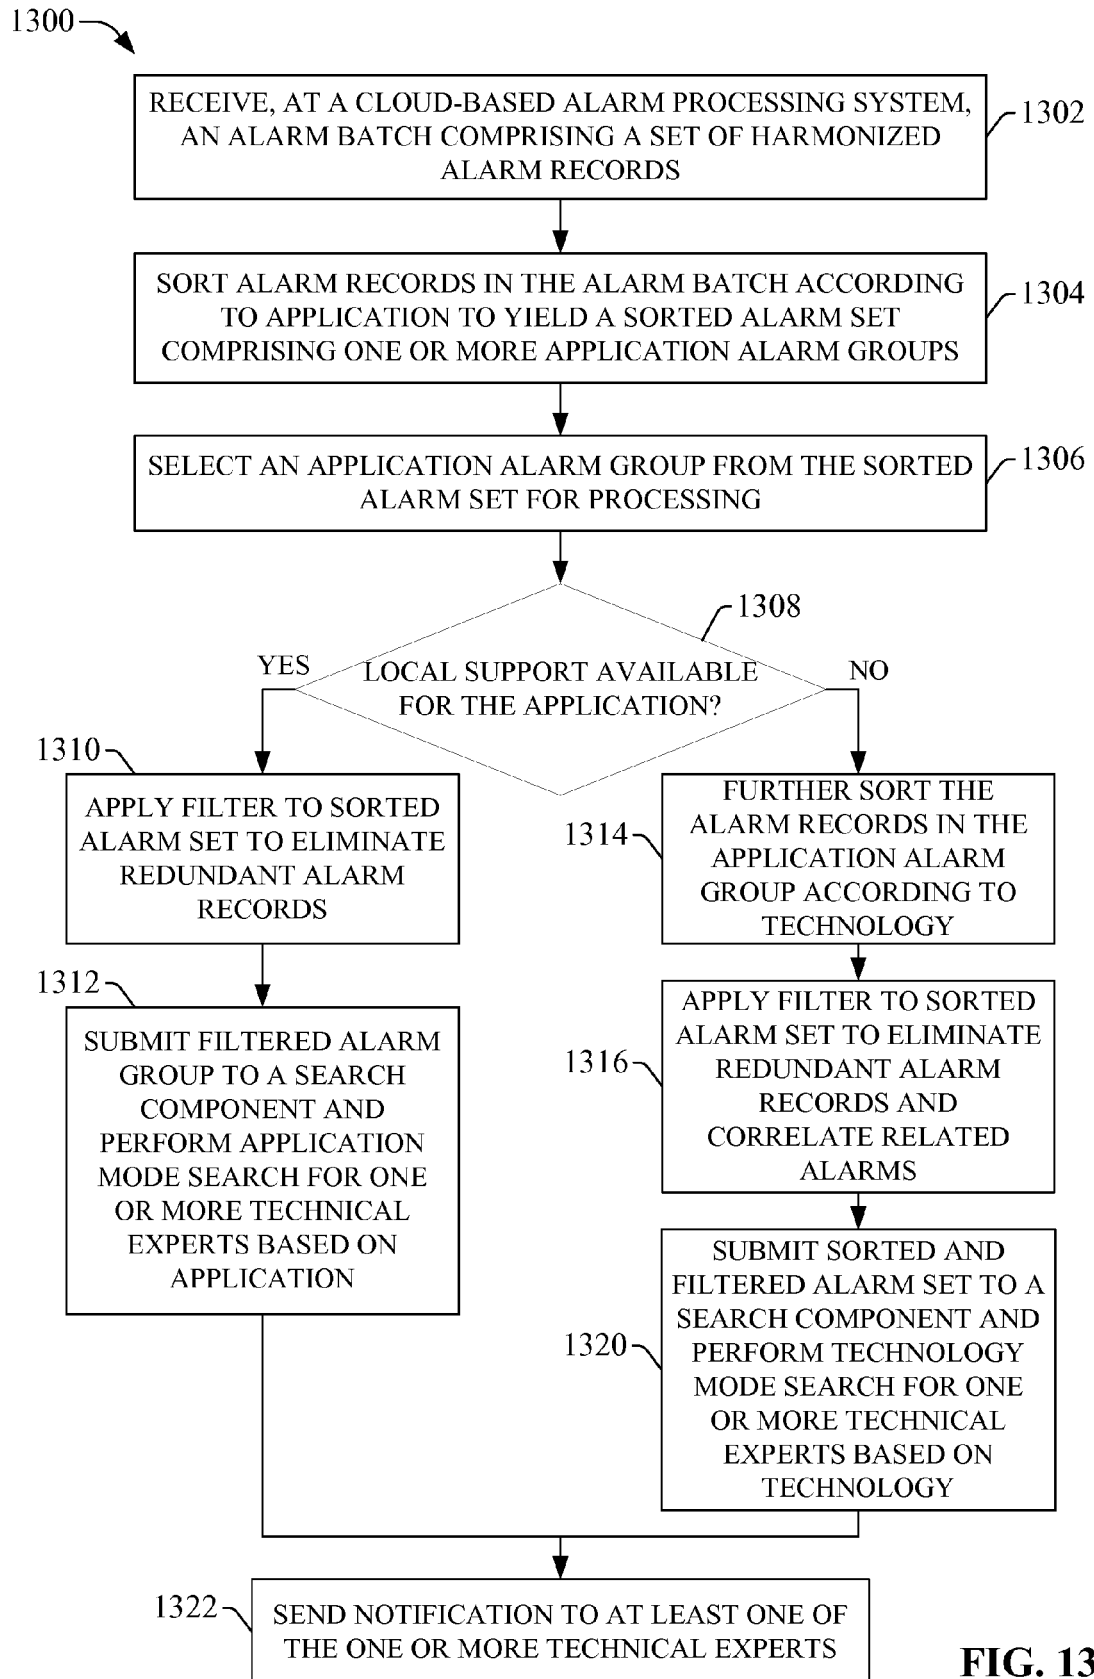 1300
RECEIVE, AT A CLOUD-BASED ALARM PROCESSING SYSTEM,
AN ALARM BATCH COMPRISING A SET OF HARMONIZED
ALARM RECORDS
1302
SORT ALARM RECORDS IN THE ALARM BATCH ACCORDING
TO APPLICATION TO YIELD A SORTED ALARM SET
COMPRISING ONE OR MORE APPLICATION ALARM GROUPS
1304
SELECT AN APPLICATION ALARM GROUP FROM THE SORTED
ALARM SET FOR PROCESSING
1306
1308
LOCAL SUPPORT AVAILABLE
FOR THE APPLICATION?
YES
NO
1310
APPLY FILTER TO SORTED
ALARM SET TO ELIMINATE
REDUNDANT ALARM
RECORDS
1312
SUBMIT FILTERED ALARM
GROUP TO A SEARCH
COMPONENT AND
PERFORM APPLICATION
MODE SEARCH FOR ONE
OR MORE TECHNICAL
EXPERTS BASED ON
APPLICATION
1314
FURTHER SORT THE
ALARM RECORDS IN THE
APPLICATION ALARM
GROUP ACCORDING TO
TECHNOLOGY
1316
APPLY FILTER TO SORTED
ALARM SET TO ELIMINATE
REDUNDANT ALARM
RECORDS AND
CORRELATE RELATED
ALARMS
1320
SUBMIT SORTED AND
FILTERED ALARM SET TO A
SEARCH COMPONENT AND
PERFORM TECHNOLOGY
MODE SEARCH FOR ONE
OR MORE TECHNICAL
EXPERTS BASED ON
TECHNOLOGY
1322
SEND NOTIFICATION TO AT LEAST ONE OF
THE ONE OR MORE TECHNICAL EXPERTS
FIG. 13